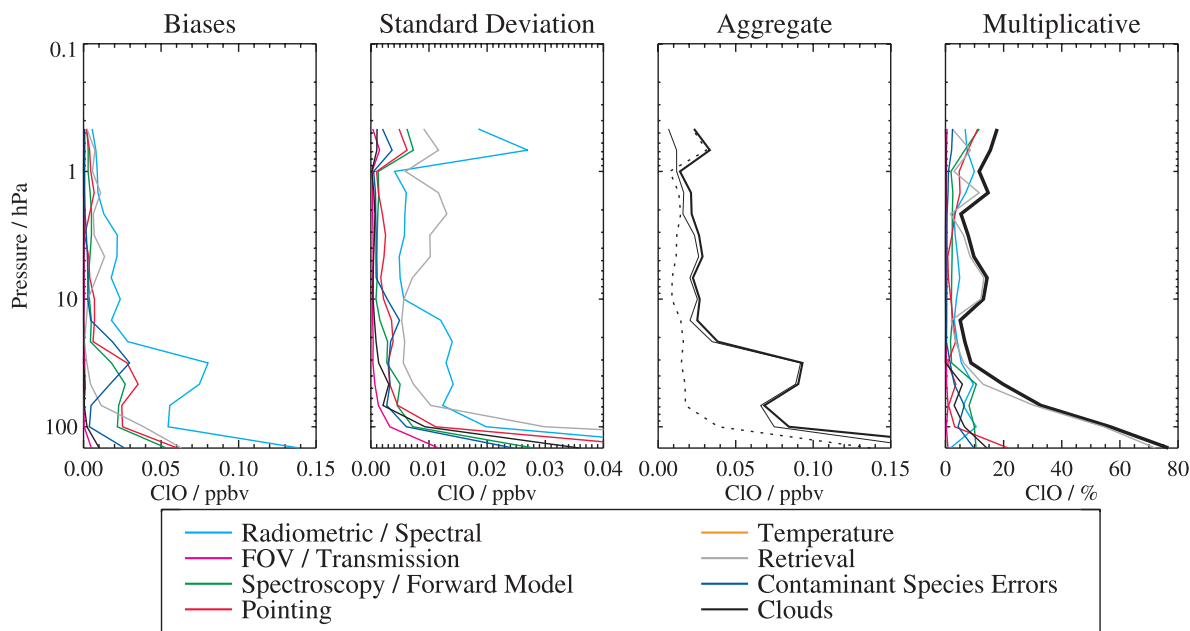 Biases Standard Deviation Aggregate Multiplicative
Pressure / hPa
0.1
1
10
100
0.00 0.05 0.10 0.15
ClO / ppbv
0.00 0.01 0.02 0.03 0.04
ClO / ppbv
0.00 0.05 0.10 0.15
ClO / ppbv
0 20 40 60 80
ClO / %
Radiometric / Spectral
FOV / Transmission
Spectroscopy / Forward Model
Pointing
Temperature
Retrieval
Contaminant Species Errors
Clouds